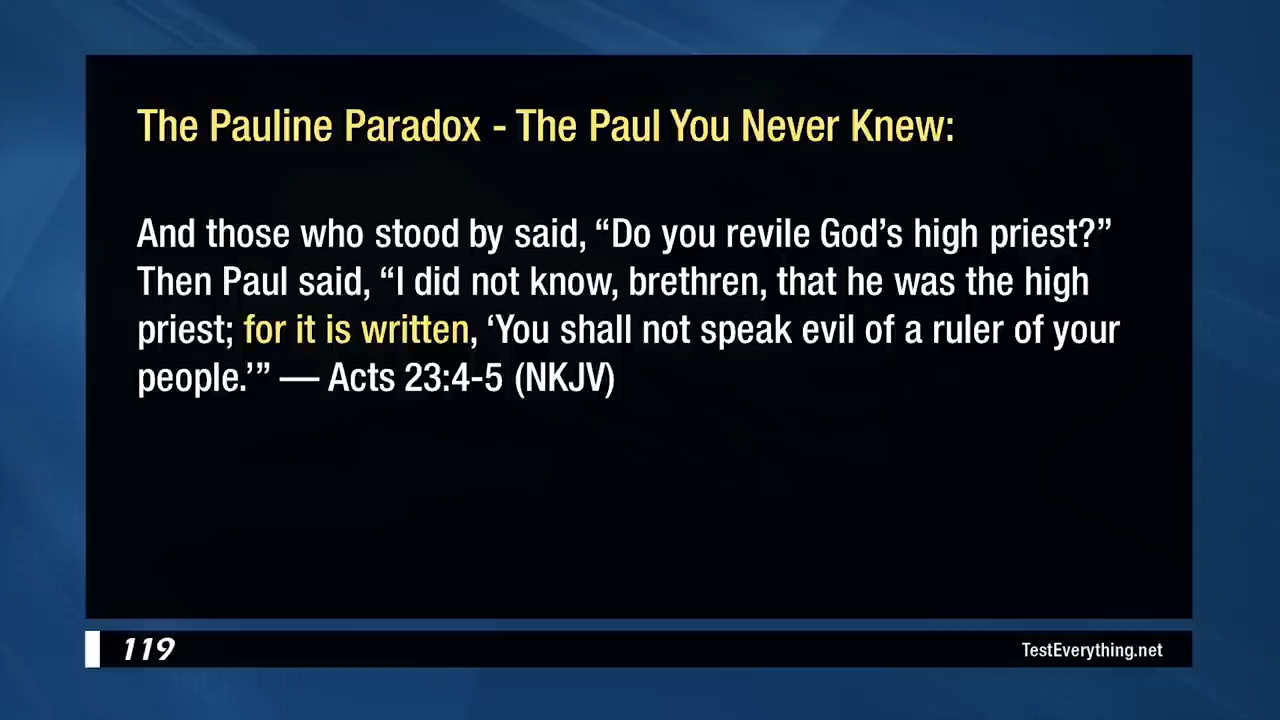 The Pauline Paradox - The Paul You Never Knew:
And those who stood by said, “Do you revile God’s high priest?”
Then Paul said, “I did not know, brethren, that he was the high
priest; for it is written, ‘You shall not speak evil of a ruler of your
people.’” — Acts 23:4-5 (NKJV)
119
TestEverything.net